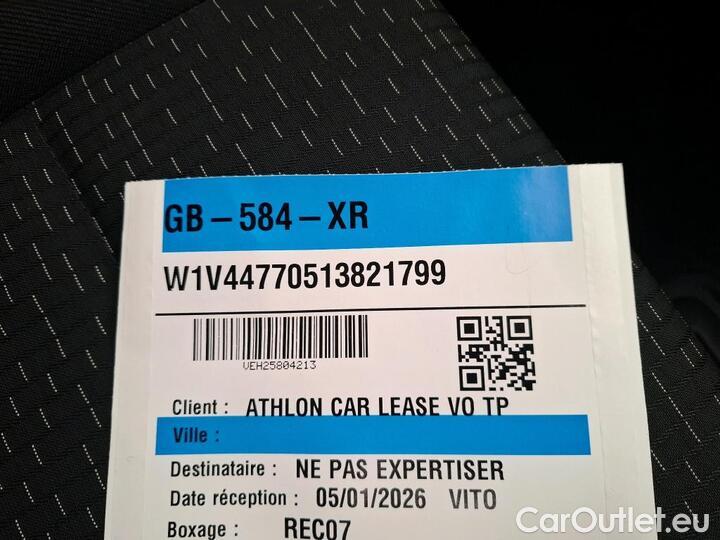 GB – 584 – XR
W1V44770513821799
VEH25804213
Client : ATHLON CAR LEASE VO TP
Ville :
Destinataire : NE PAS EXPERTISER
Date réception : 05/01/2026 VITO
Boxage : REC07
CarOutlet.eu